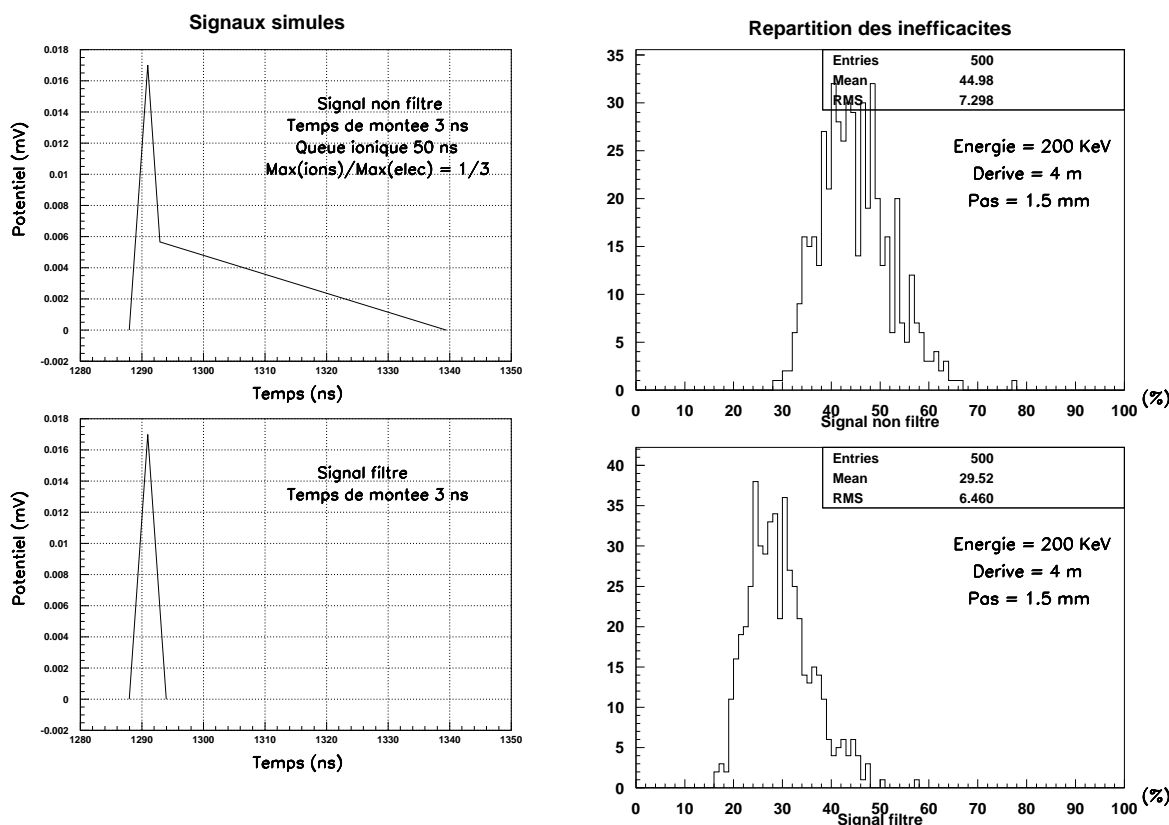 Signaux simules
0.018
0.016
0.014
0.012
0.01
0.008
0.006
0.004
0.002
0
-0.002
Potentiel (mV)
Signal non filtre
Temps de montee 3 ns
Queue ionique 50 ns
Max(ions)/Max(elec) = 1/3
1280 1290 1300 1310 1320 1330 1340 1350
Temps (ns)
0.018
0.016
0.014
0.012
0.01
0.008
0.006
0.004
0.002
0
-0.002
Potentiel (mV)
Signal filtre
Temps de montee 3 ns
1280 1290 1300 1310 1320 1330 1340 1350
Temps (ns)
Repartition des inefficacites
35
30
25
20
15
10
5
0
Entries 500
Mean 44.98
RMS 7.298
Energie = 200 KeV
Derive = 4 m
Pas = 1.5 mm
0 10 20 30 40 50 60 70 80 90 100
(%)
Signal non filtre
40
35
30
25
20
15
10
5
0
Entries 500
Mean 29.52
RMS 6.460
Energie = 200 KeV
Derive = 4 m
Pas = 1.5 mm
0 10 20 30 40 50 60 70 80 90 100
(%)
Signal filtre